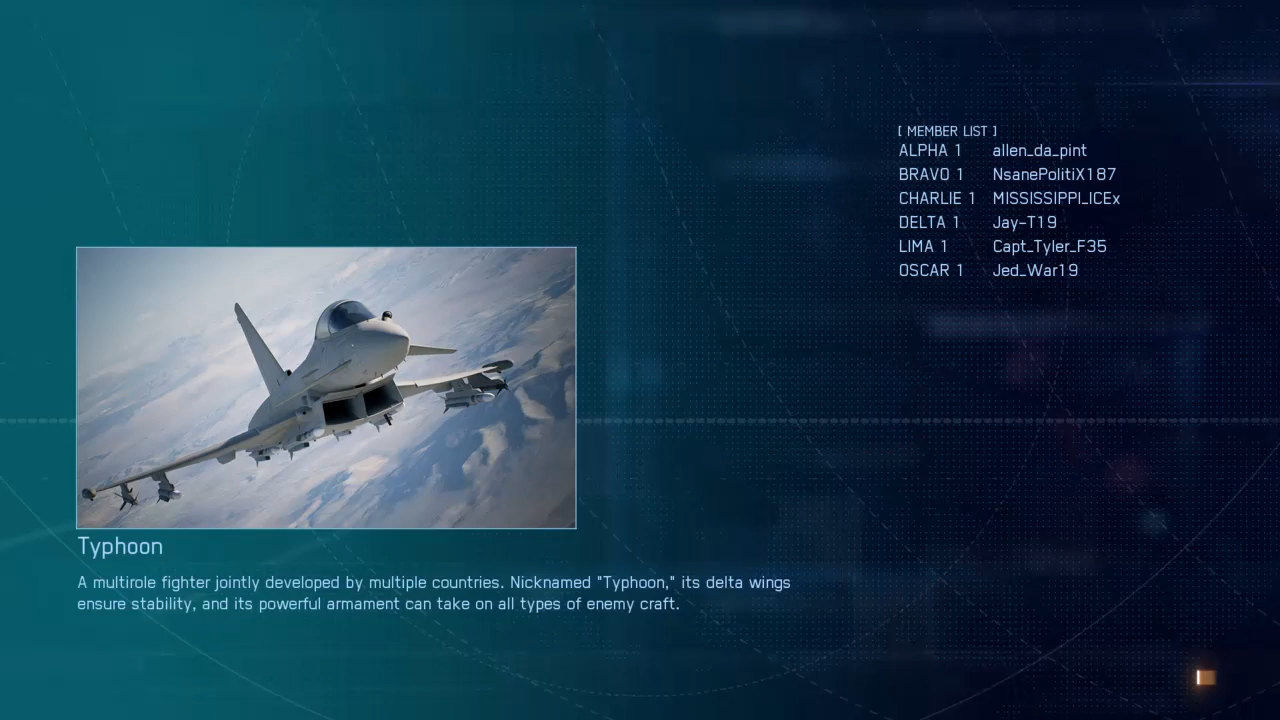 [ MEMBER LIST ]
ALPHA 1 allen_da_pint
BRAVO 1 NsanePolitiX187
CHARLIE 1 MISSISSIPPI_ICEx
DELTA 1 Jay-T19
LIMA 1 Capt_Tyler_F35
OSCAR 1 Jed_War19
Typhoon
A multirole fighter jointly developed by multiple countries. Nicknamed "Typhoon," its delta wings
ensure stability, and its powerful armament can take on all types of enemy craft.